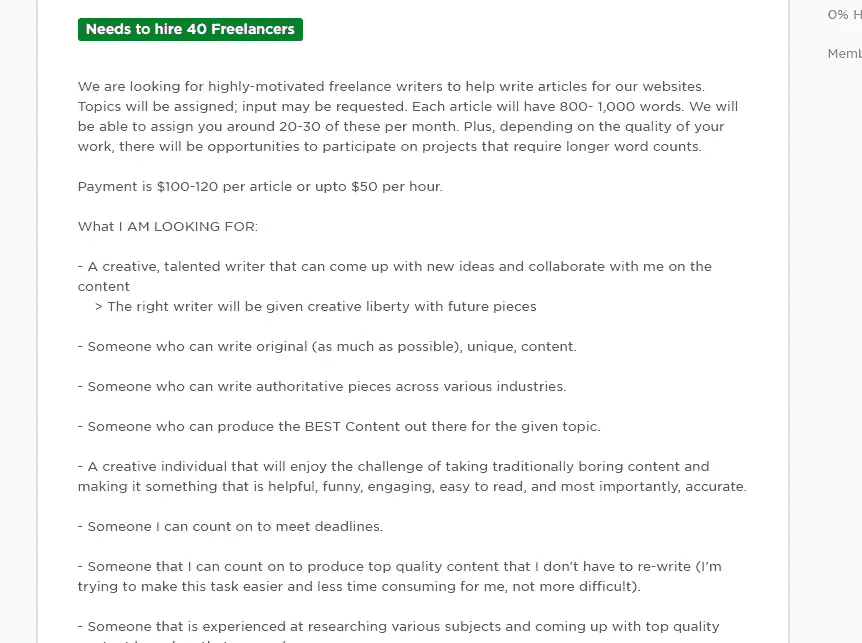 Needs to hire 40 Freelancers
0% H
Memb
We are looking for highly-motivated freelance writers to help write articles for our websites.
Topics will be assigned; input may be requested. Each article will have 800- 1,000 words. We will
be able to assign you around 20-30 of these per month. Plus, depending on the quality of your
work, there will be opportunities to participate on projects that require longer word counts.
Payment is $100-120 per article or upto $50 per hour.
What I AM LOOKING FOR:
- A creative, talented writer that can come up with new ideas and collaborate with me on the
content
> The right writer will be given creative liberty with future pieces
- Someone who can write original (as much as possible), unique, content.
- Someone who can write authoritative pieces across various industries.
- Someone who can produce the BEST Content out there for the given topic.
- A creative individual that will enjoy the challenge of taking traditionally boring content and
making it something that is helpful, funny, engaging, easy to read, and most importantly, accurate.
- Someone I can count on to meet deadlines.
- Someone that I can count on to produce top quality content that I don't have to re-write (I'm
trying to make this task easier and less time consuming for me, not more difficult).
- Someone that is experienced at researching various subjects and coming up with top quality